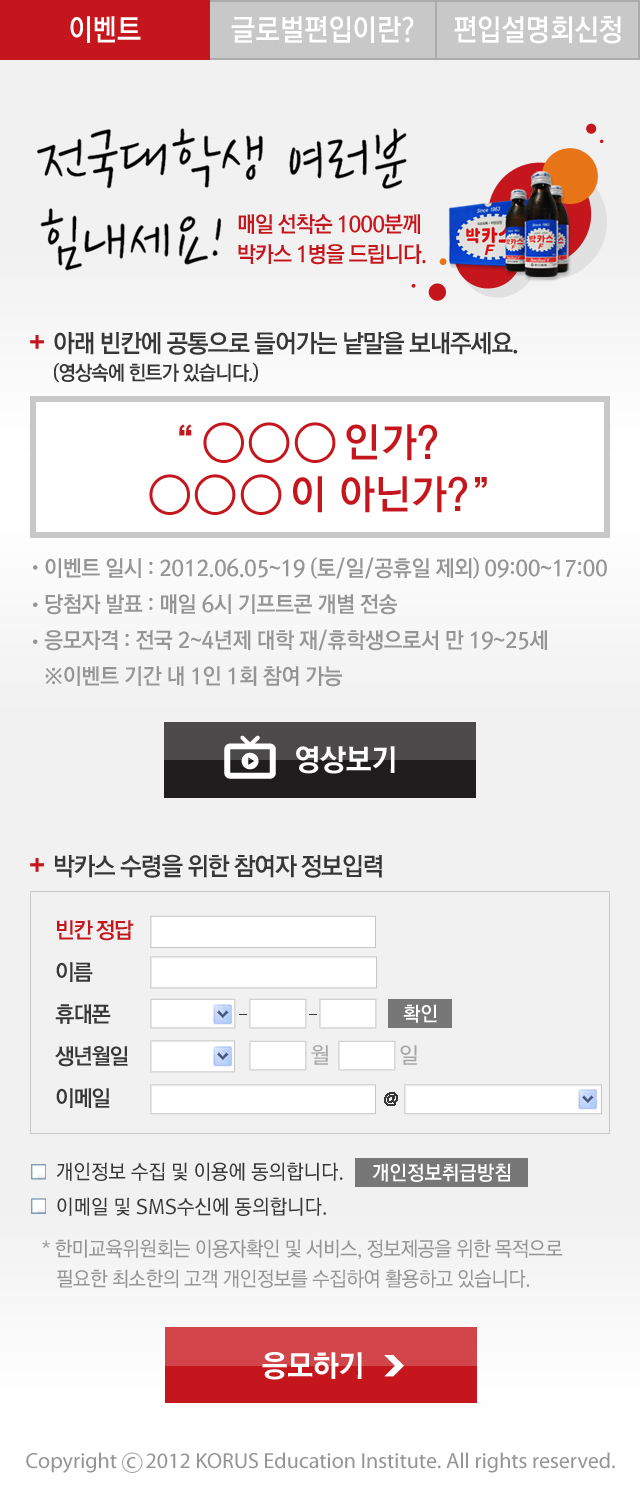 이벤트
글로벌편입이란?
편입설명회신청
전국대학생 여러분
힘내세요!
매일 선착순 1000분께
박카스 1병을 드립니다.
Since 1963
박카스
F
박카스
F
박카스
F
+ 아래 빈칸에 공통으로 들어가는 낱말을 보내주세요.
(영상속에 힌트가 있습니다.)
“ ○○○ 인가?
○○○ 이 아닌가? ”
• 이벤트 일시 : 2012.06.05~19 (토/일/공휴일 제외) 09:00~17:00
• 당첨자 발표 : 매일 6시 기프트콘 개별 전송
• 응모자격 : 전국 2~4년제 대학 재/휴학생으로서 만 19~25세
※이벤트 기간 내 1인 1회 참여 가능
영상보기
+ 박카스 수령을 위한 참여자 정보입력
빈칸 정답
이름
휴대폰 – – 확인
생년월일 월 일
이메일 @
개인정보 수집 및 이용에 동의합니다. 개인정보취급방침
이메일 및 SMS수신에 동의합니다.
* 한미교육위원회는 이용자확인 및 서비스, 정보제공을 위한 목적으로
필요한 최소한의 고객 개인정보를 수집하여 활용하고 있습니다.
응모하기
Copyright ⓒ 2012 KORUS Education Institute. All rights reserved.